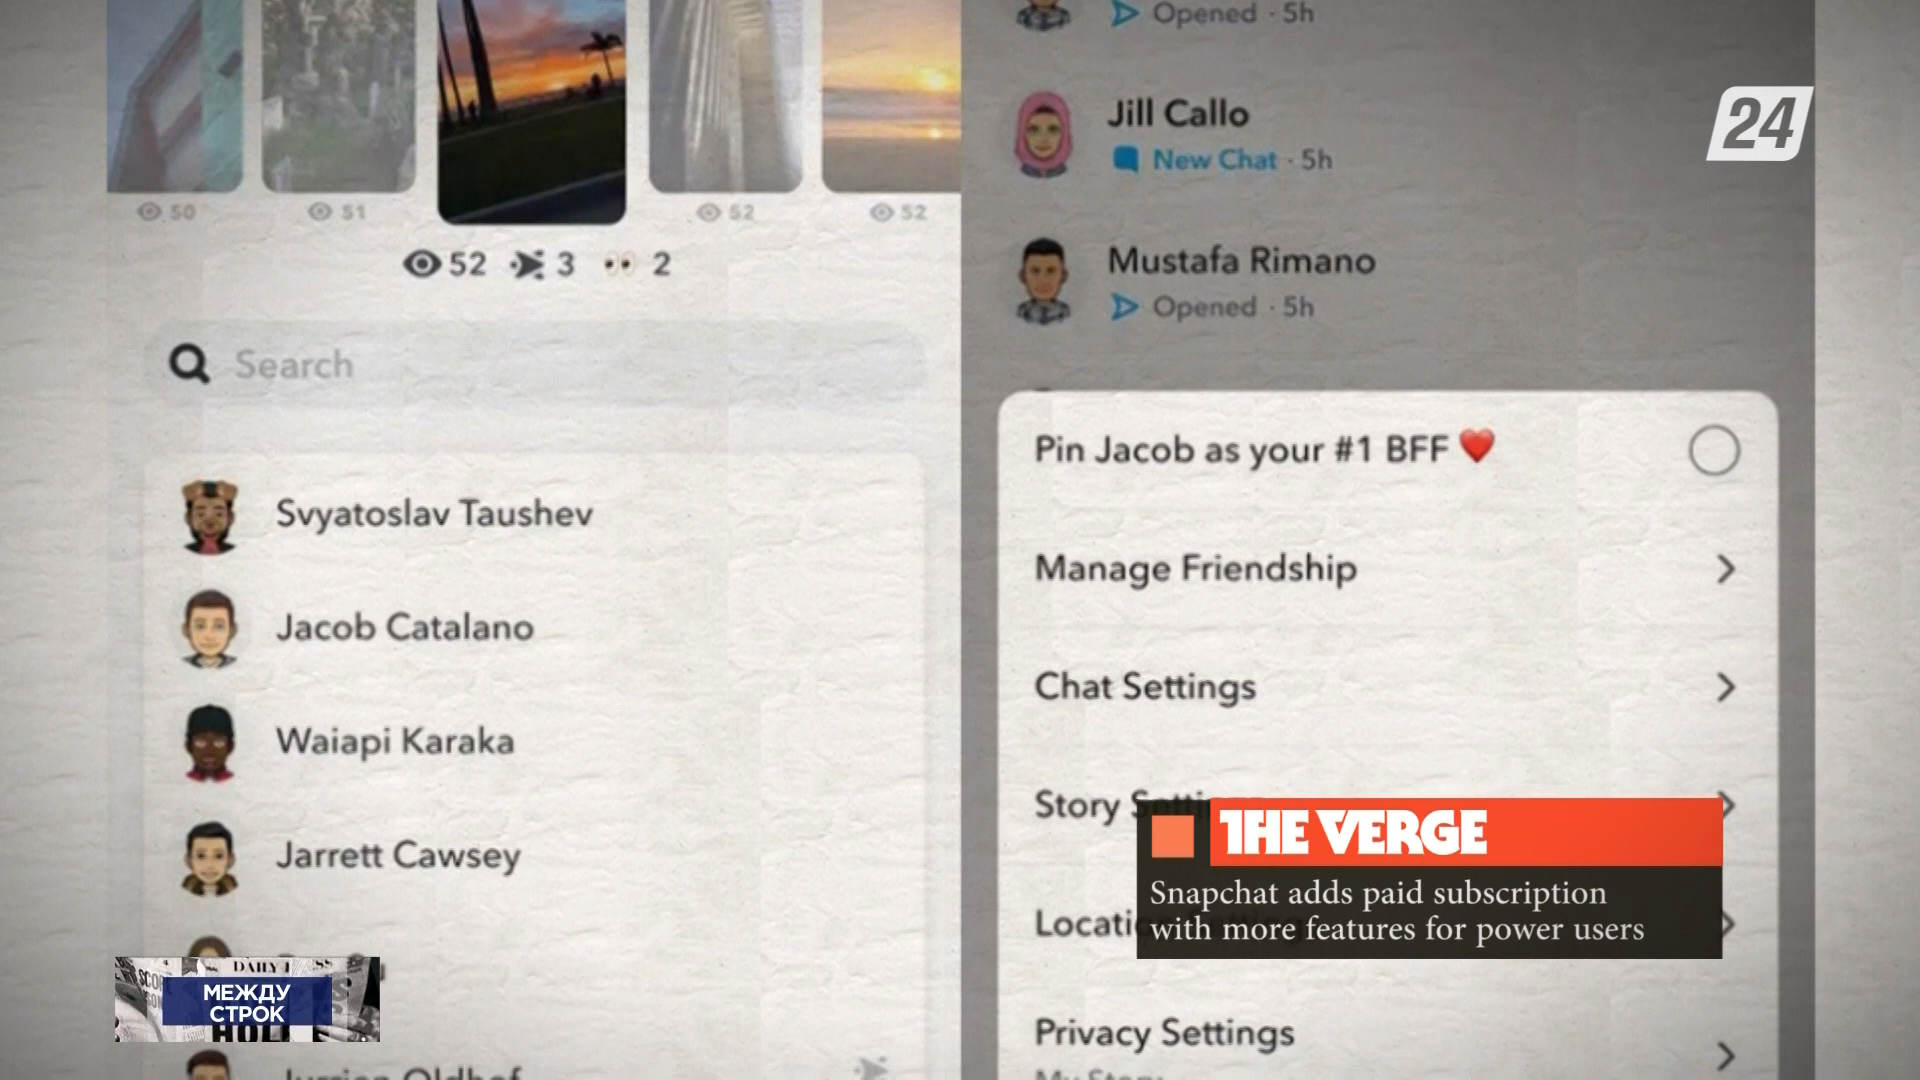 50
51
52
52
52 3 2
Search
Svyatoslav Taushev
Jacob Catalano
Waiapi Karaka
Jarrett Cawsey
Opened · 5h
Jill Callo
New Chat · 5h
Mustafa Rimano
Opened · 5h
Pin Jacob as your #1 BFF ❤️
Manage Friendship
Chat Settings
Story
Privacy Settings
24
THE VERGE
Snapchat adds paid subscription
with more features for power users
DAILY
МЕЖДУ
СТРОК